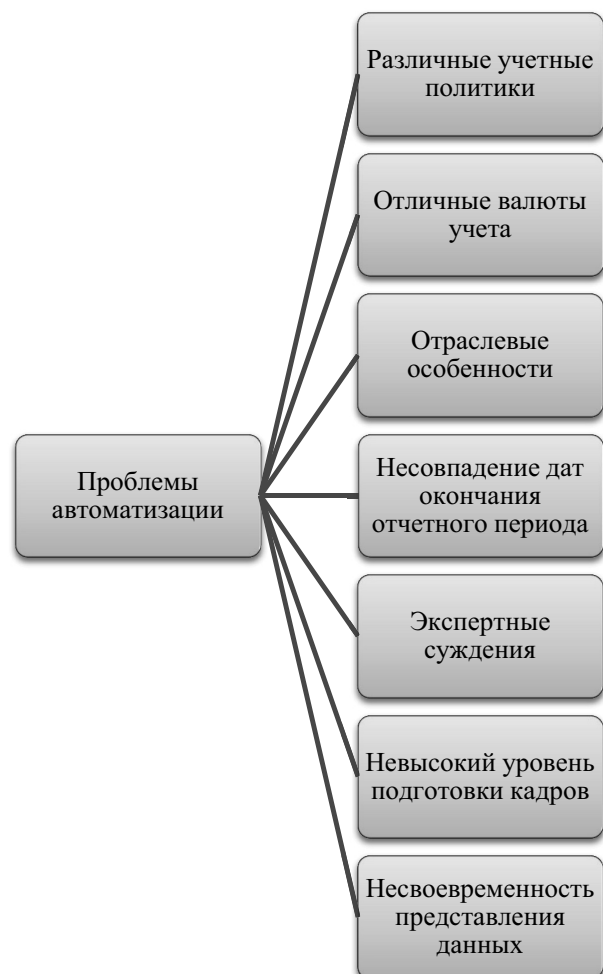 Различные учетные
политики
Отличные валюты
учета
Отраслевые
особенности
Проблемы
автоматизации
Несовпадение дат
окончания
отчетного периода
Экспертные
суждения
Невысокий уровень
подготовки кадров
Несвоевременность
представления
данных